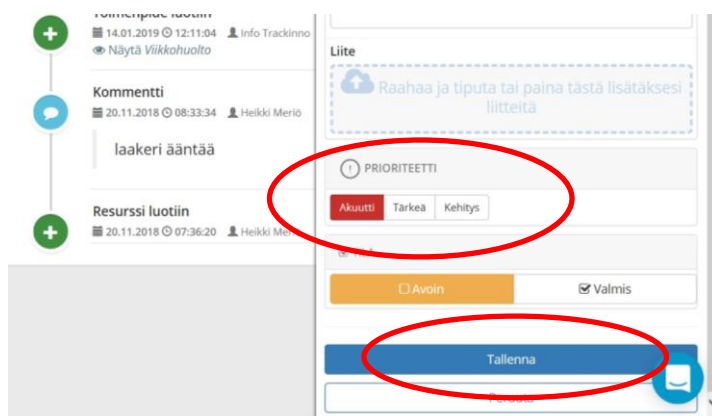 Toimenpide luotiin
14.01.2019 12:11:04 Info Trackinno
Näytä Viikkohuolto
Kommentti
20.11.2018 08:33:34 Heikki Meriö
laakeri ääntää
Resurssi luotiin
20.11.2018 07:36:20 Heikki
Liite
Raahaa ja tiputa tai paina tästä lisätäksesi
liitteitä
PRIORITEETTI
Akuutti Tärkeä Kehitys
TILA
Avoin Valmis
Tallenna
Peruuta